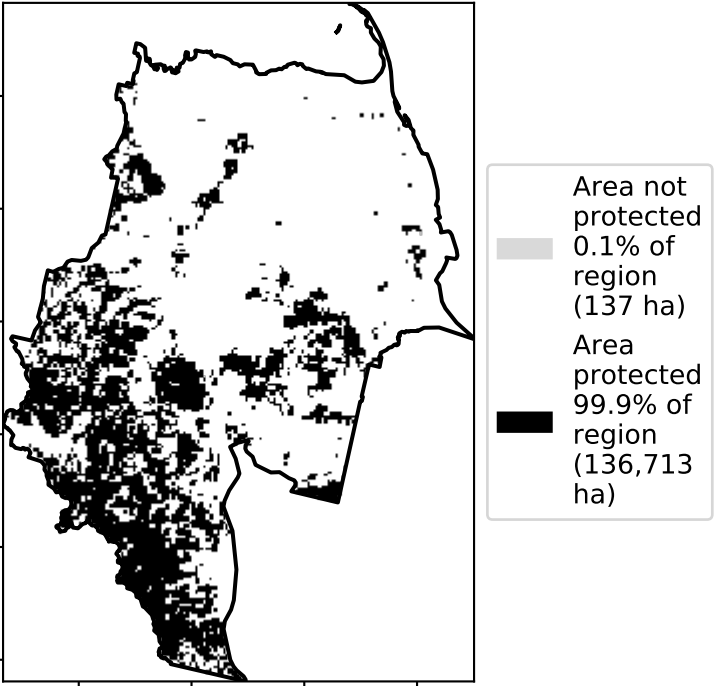 Area not
protected
0.1% of
region
(137 ha)
Area
protected
99.9% of
region
(136,713
ha)